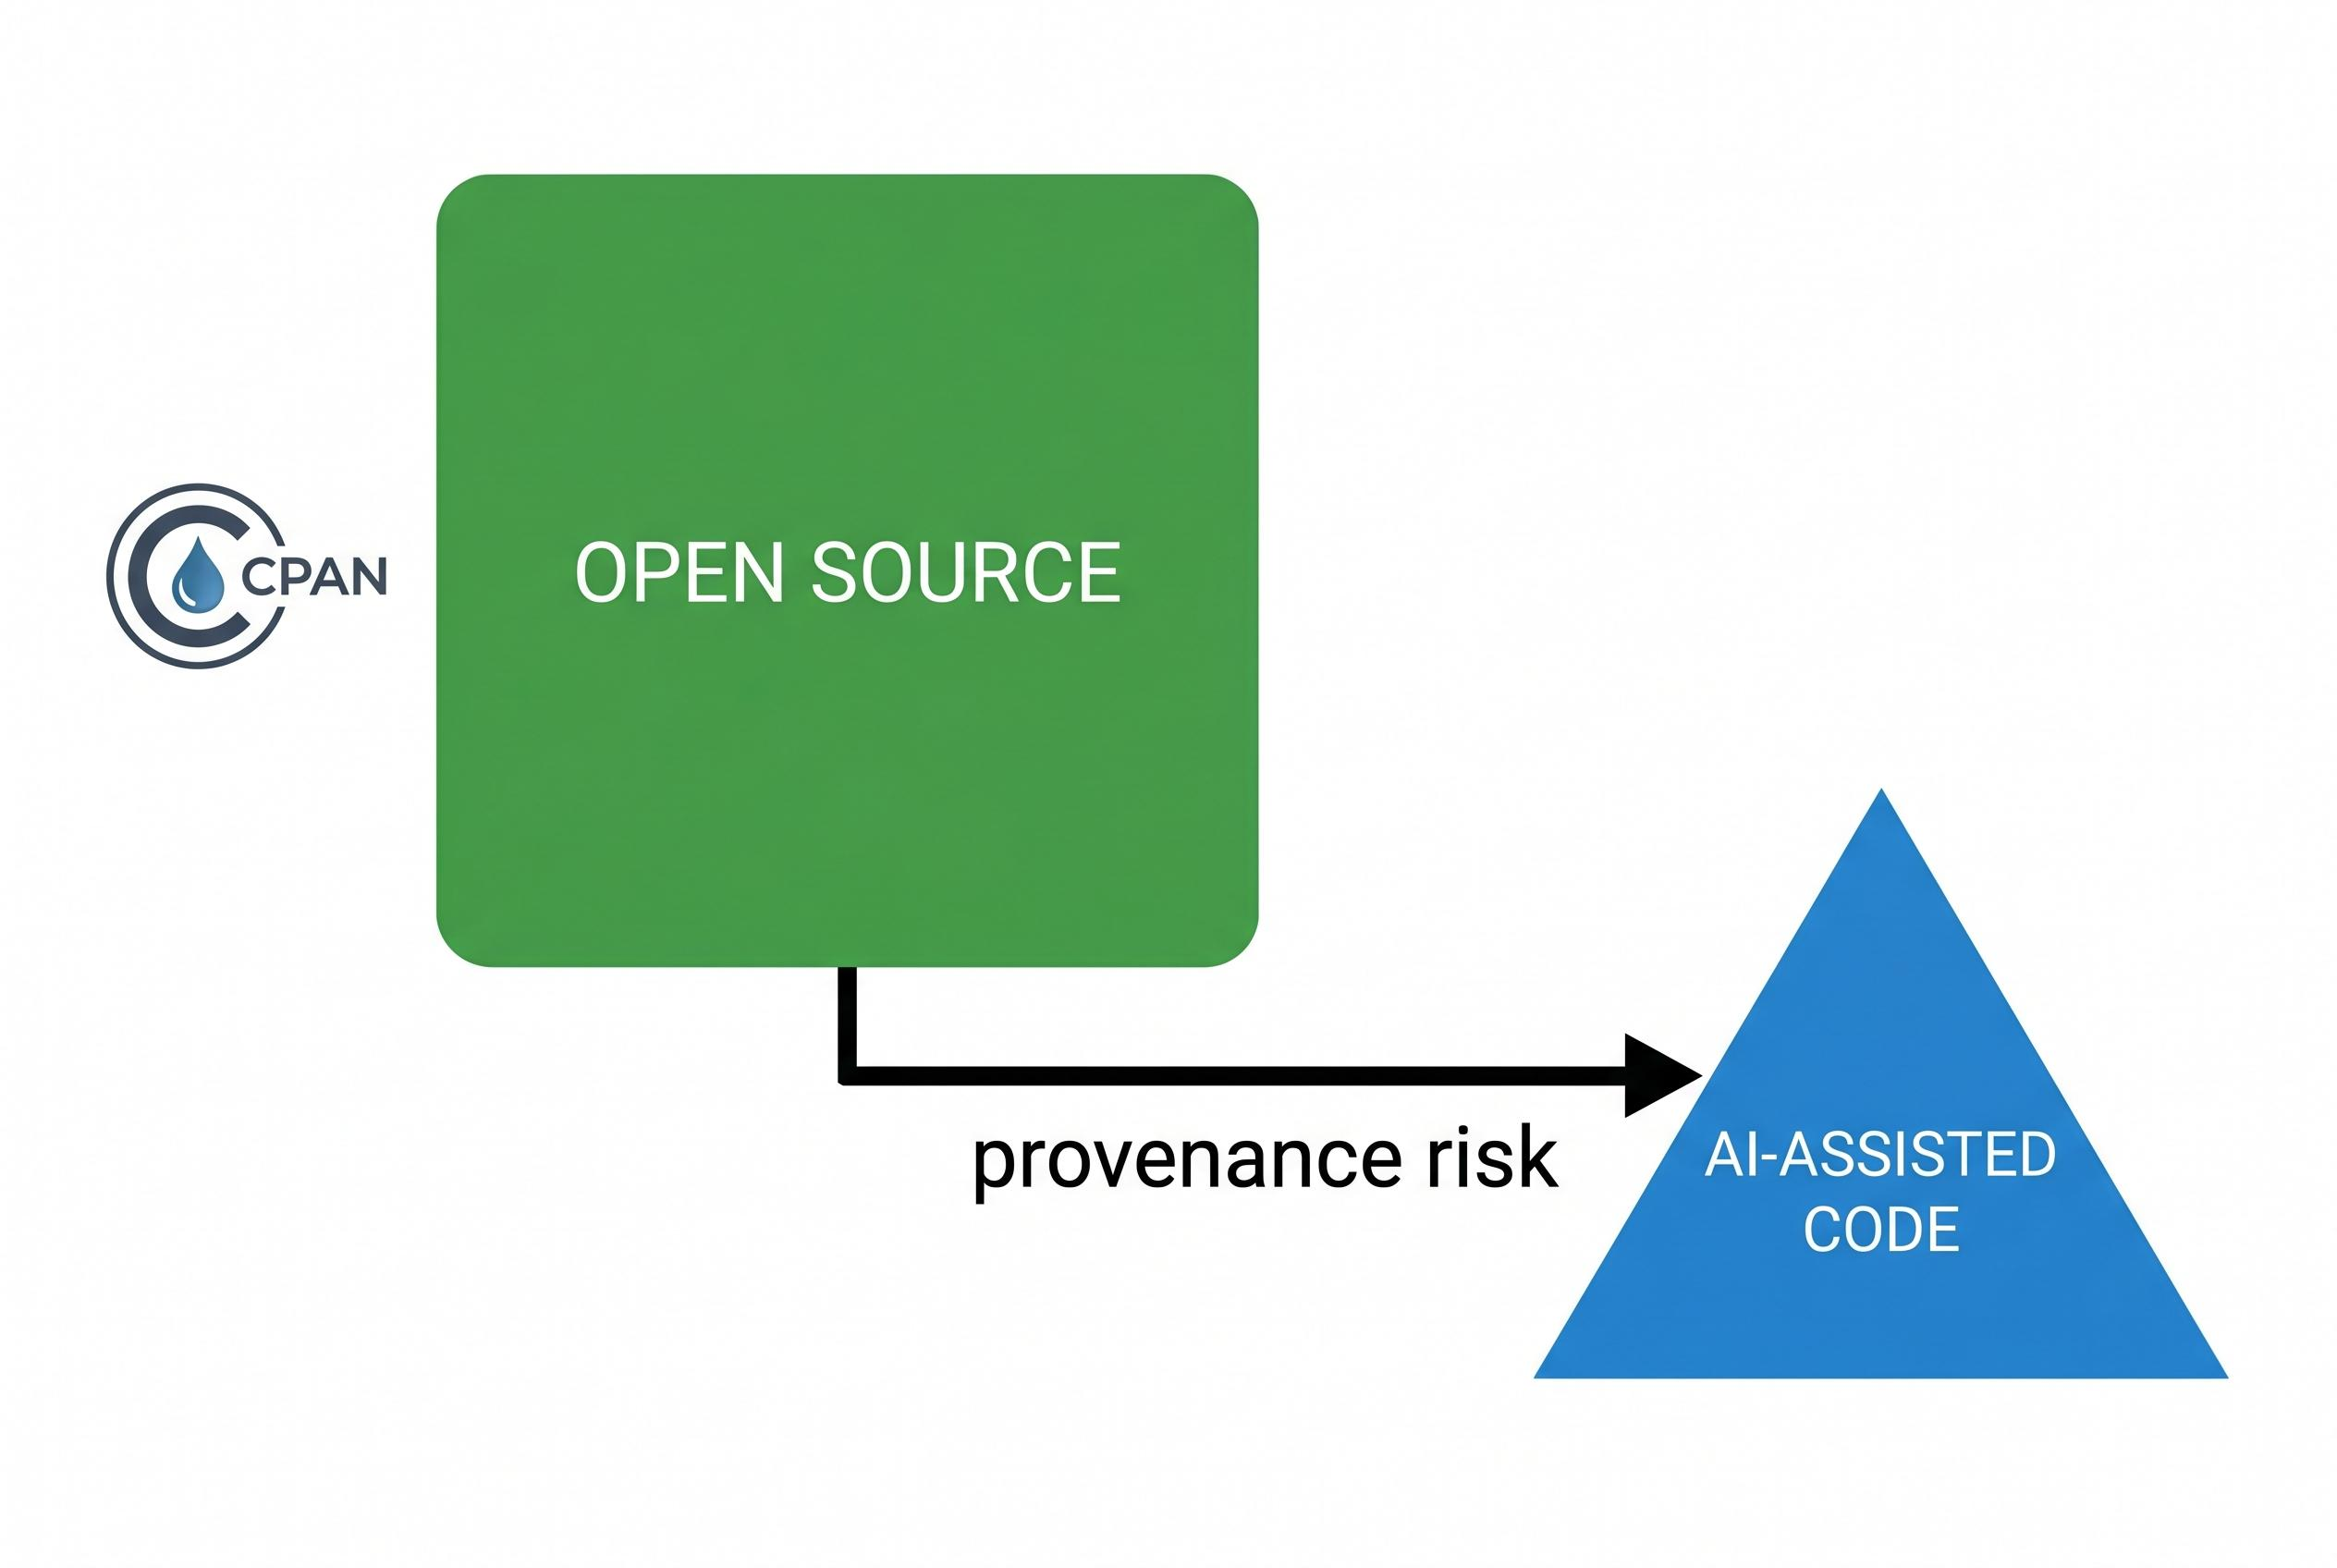 CPAN
OPEN SOURCE
provenance risk
AI-ASSISTED
CODE